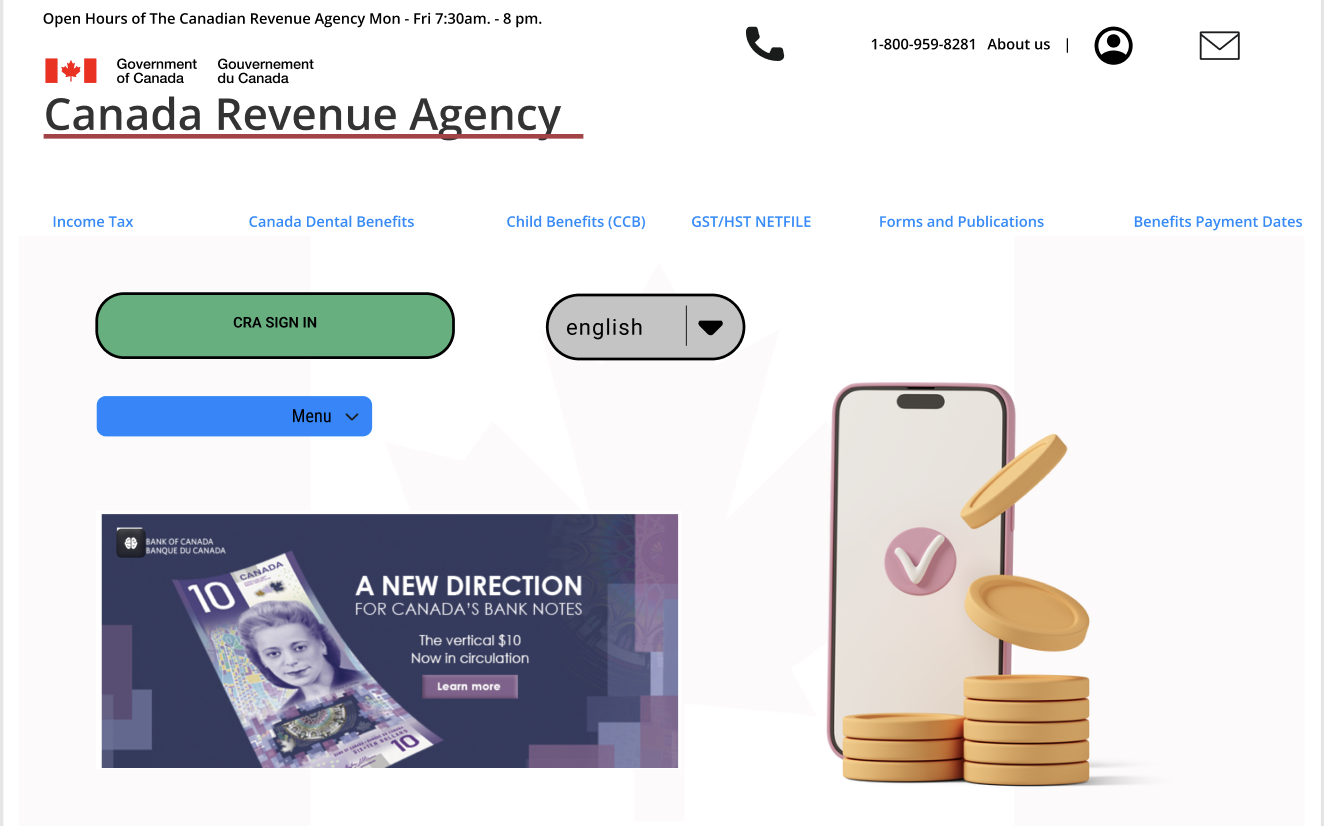 Open Hours of The Canadian Revenue Agency Mon - Fri 7:30am. - 8 pm.
1-800-959-8281 About us |
Government of Canada
Gouvernement du Canada
Canada Revenue Agency
Income Tax
Canada Dental Benefits
Child Benefits (CCB)
GST/HST NETFILE
Forms and Publications
Benefits Payment Dates
CRA SIGN IN
english
Menu
BANK OF CANADA
BANQUE DU CANADA
10
CANADA
A NEW DIRECTION
FOR CANADA'S BANK NOTES
The vertical $10
Now in circulation
Learn more
10